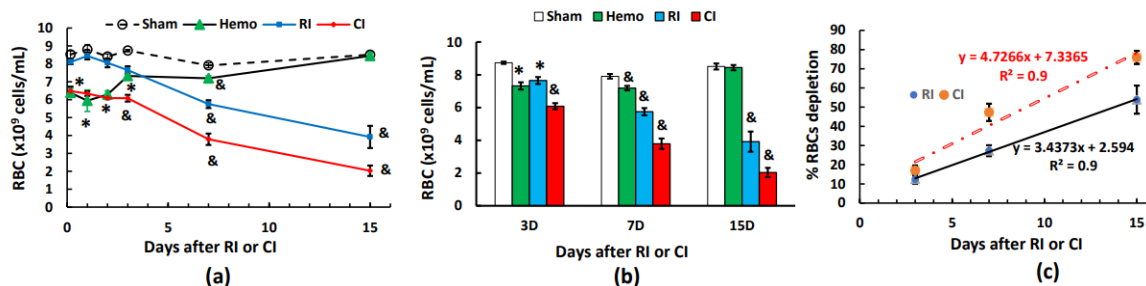 Sham Hemo RI CI
RBC (x10⁹ cells/mL)
10
9
8
7
6
5
4
3
2
1
0
* * * * & & & & &
0 5 10 15
Days after RI or CI
(a)
Sham Hemo RI CI
RBC (x10⁹ cells/mL)
10
8
6
4
2
0
* * & & & & & &
3D 7D 15D
Days after RI or CI
(b)
% RBCs depletion
90
80
70
60
50
40
30
20
10
0
y = 4.7266x + 7.3365
R² = 0.9
RI CI
y = 3.4373x + 2.594
R² = 0.9
0 5 10 15
Days after RI or CI
(c)